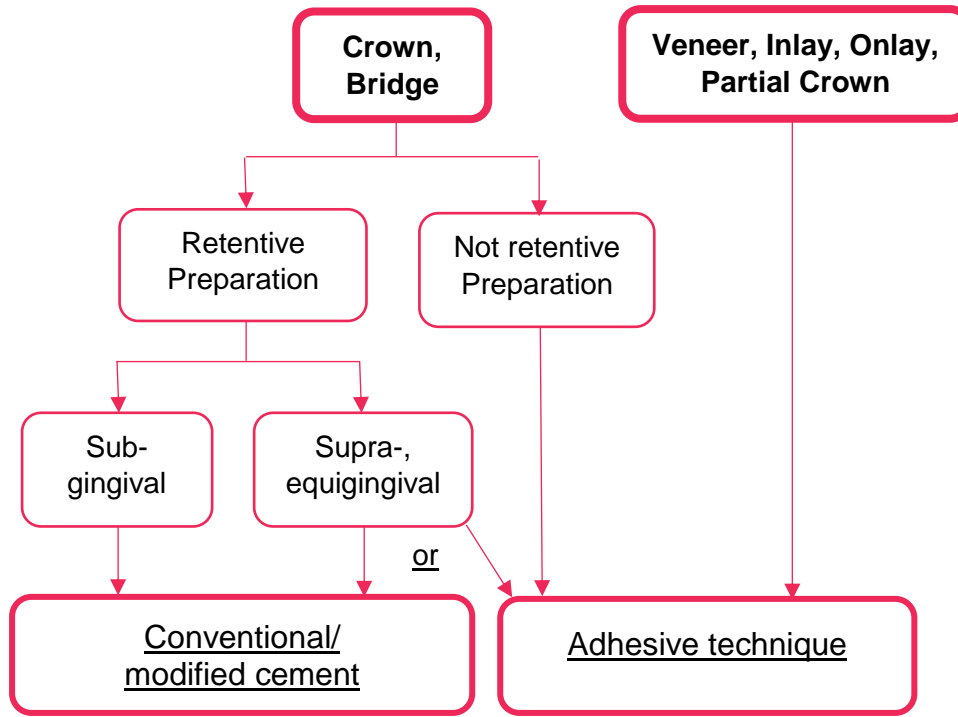 Crown,
Bridge
Veneer, Inlay, Onlay,
Partial Crown
Retentive
Preparation
Not retentive
Preparation
Sub-
gingival
Supra-,
equigingival
or
Conventional/
modified cement
Adhesive technique